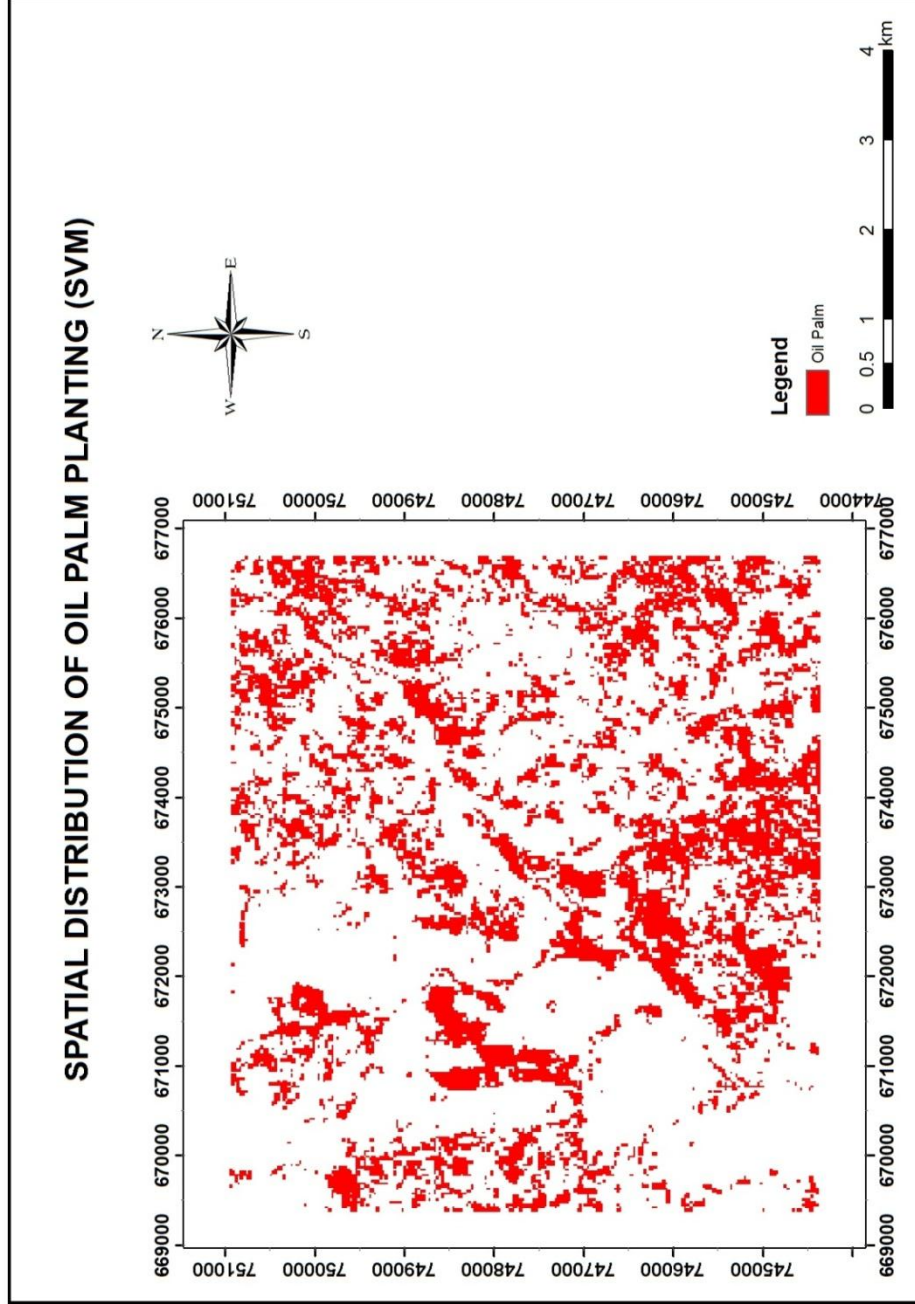 SPATIAL DISTRIBUTION OF OIL PALM PLANTING (SVM)
N
W
E
S
669000 670000 671000 672000 673000 674000 675000 676000 677000
751000 751000
750000 750000
749000 749000
748000 748000
747000 747000
746000 746000
745000 745000
744000
669000 670000 671000 672000 673000 674000 675000 676000 677000
Legend
Oil Palm
0 0.5 1 2 3 4
km